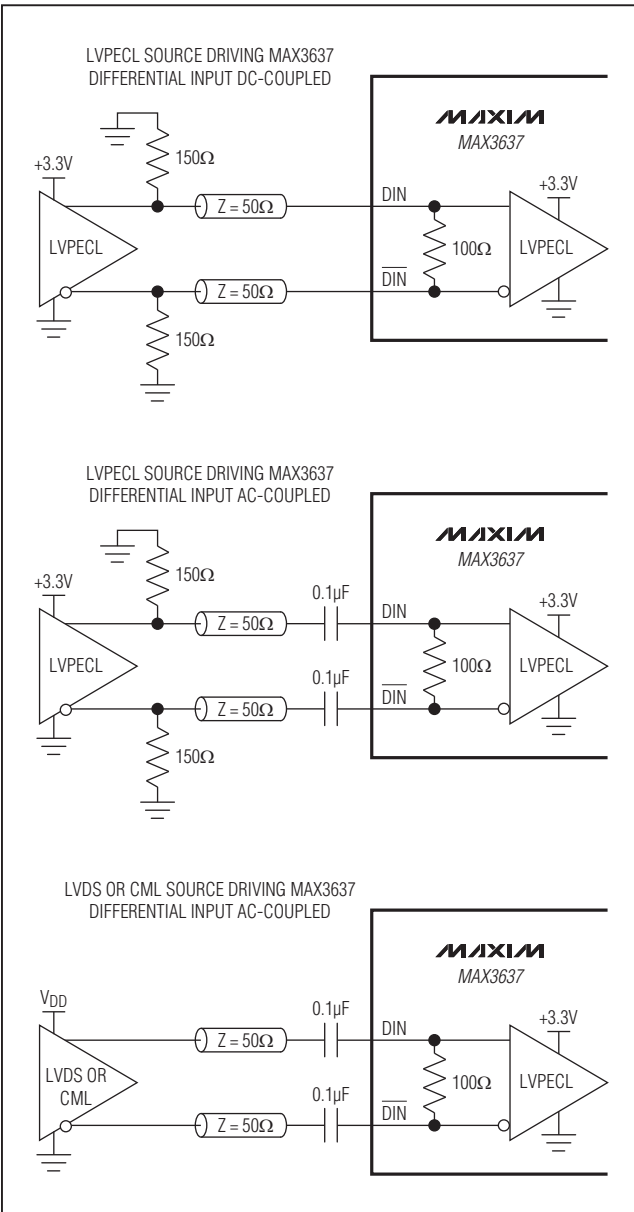 LVPECL SOURCE DRIVING MAX3637
DIFFERENTIAL INPUT DC-COUPLED
MAXIM
MAX3637
150Ω
+3.3V
+3.3V
Z = 50Ω
DIN
LVPECL
100Ω
LVPECL
Z = 50Ω
D̅I̅N̅
150Ω
LVPECL SOURCE DRIVING MAX3637
DIFFERENTIAL INPUT AC-COUPLED
MAXIM
MAX3637
150Ω
+3.3V
0.1µF
+3.3V
Z = 50Ω
DIN
LVPECL
0.1µF
100Ω
LVPECL
Z = 50Ω
D̅I̅N̅
150Ω
LVDS OR CML SOURCE DRIVING MAX3637
DIFFERENTIAL INPUT AC-COUPLED
MAXIM
MAX3637
VDD
0.1µF
+3.3V
Z = 50Ω
DIN
LVDS OR
CML
0.1µF
100Ω
LVPECL
Z = 50Ω
D̅I̅N̅